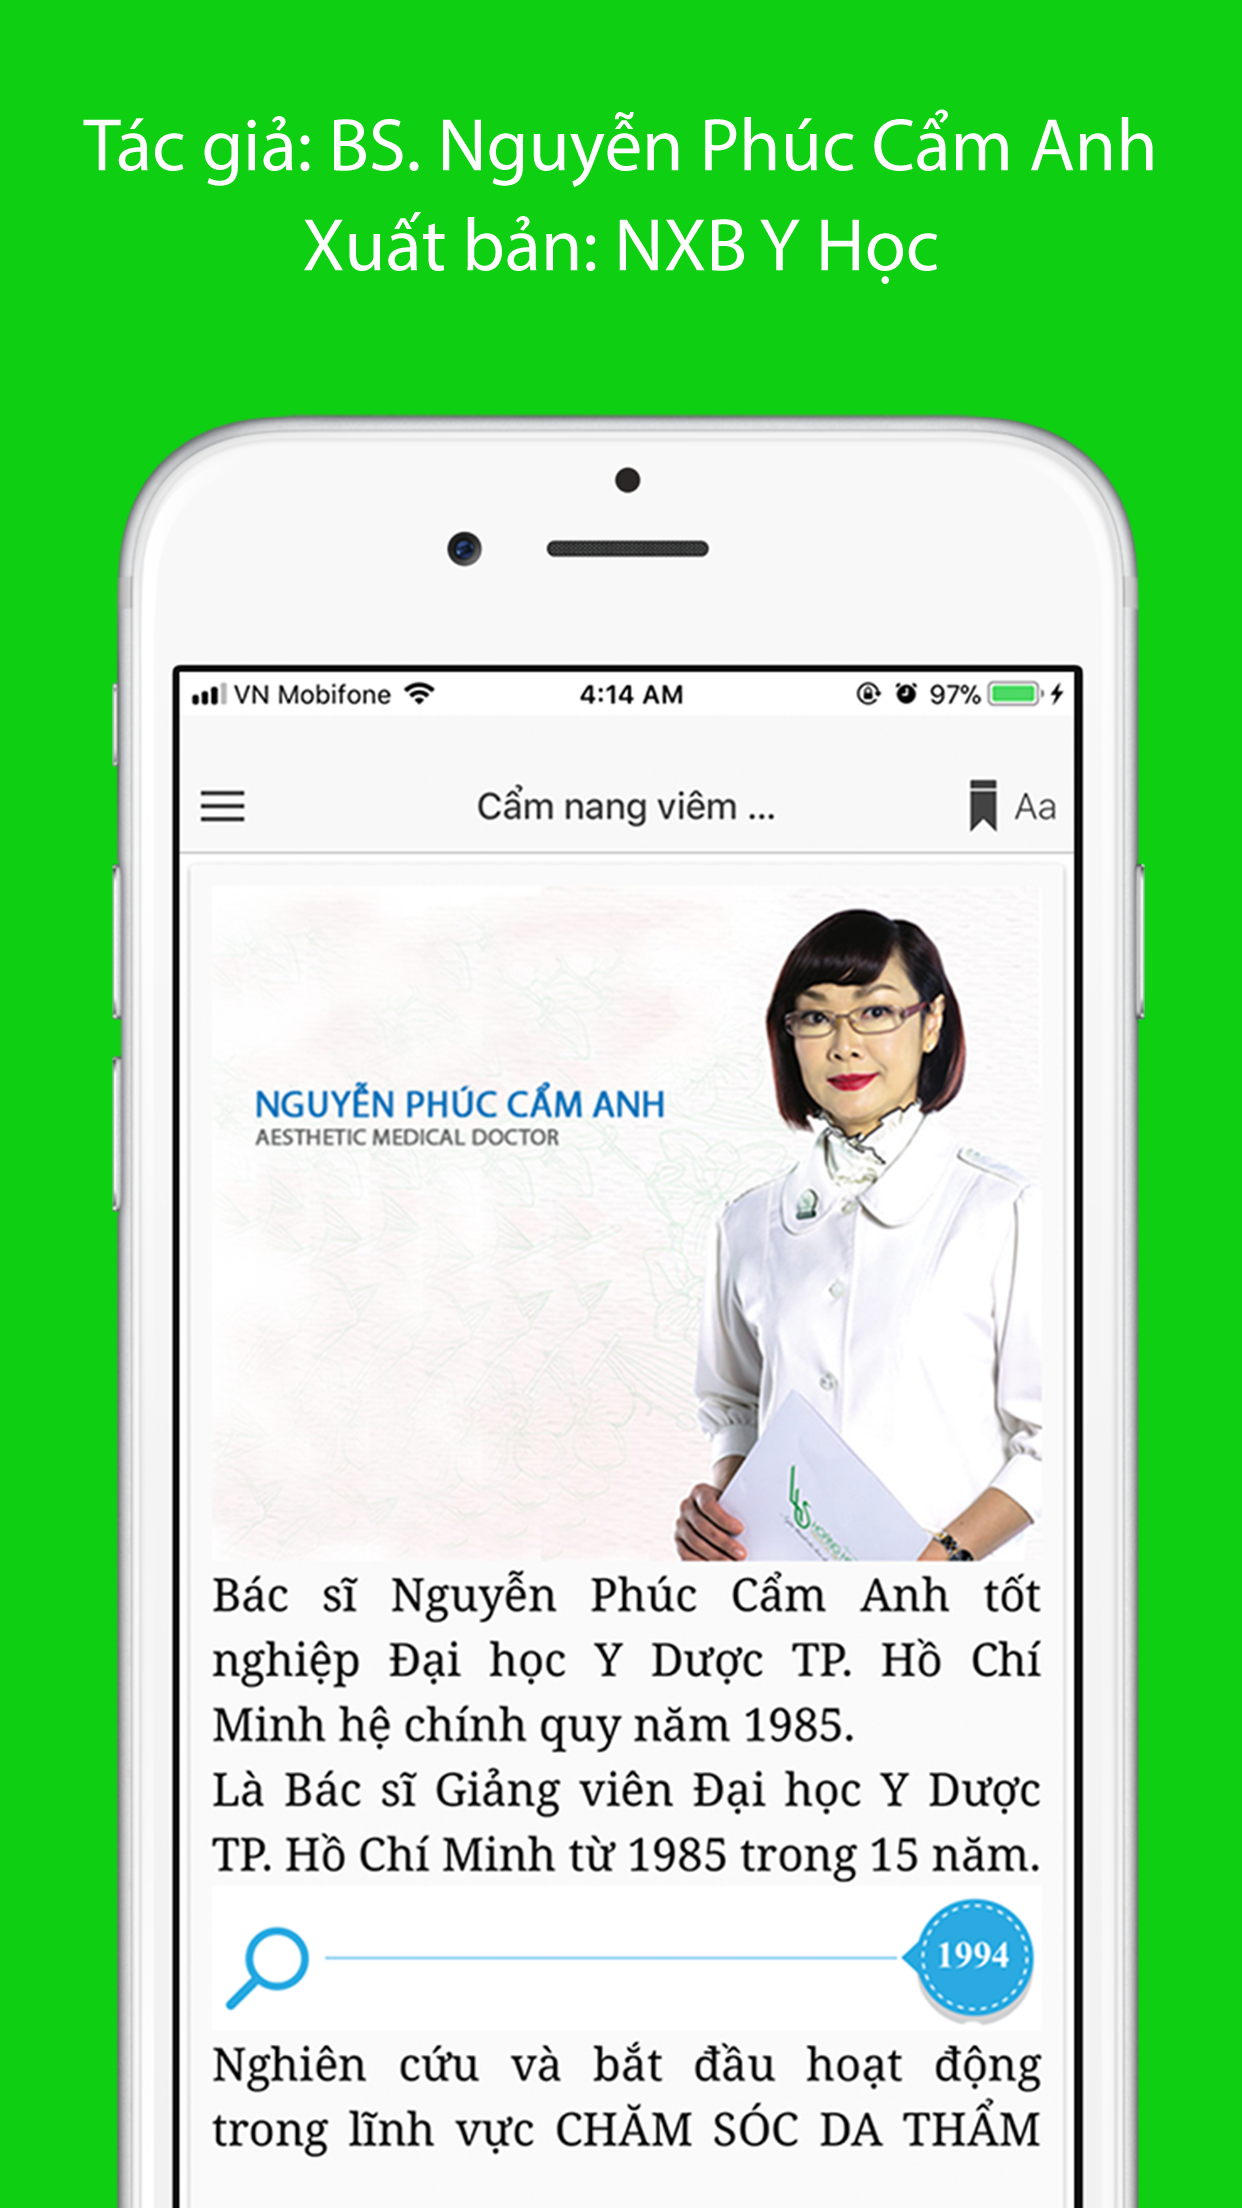 Tác giả: BS. Nguyễn Phúc Cẩm Anh
Xuất bản: NXB Y Học
VN Mobifone
4:14 AM
97%
Cẩm nang viêm ...
Aa
NGUYỄN PHÚC CẨM ANH
AESTHETIC MEDICAL DOCTOR
Bác sĩ Nguyễn Phúc Cẩm Anh tốt
nghiệp Đại học Y Dược TP. Hồ Chí
Minh hệ chính quy năm 1985.
Là Bác sĩ Giảng viên Đại học Y Dược
TP. Hồ Chí Minh từ 1985 trong 15 năm.
1994
Nghiên cứu và bắt đầu hoạt động
trong lĩnh vực CHĂM SÓC DA THẨM